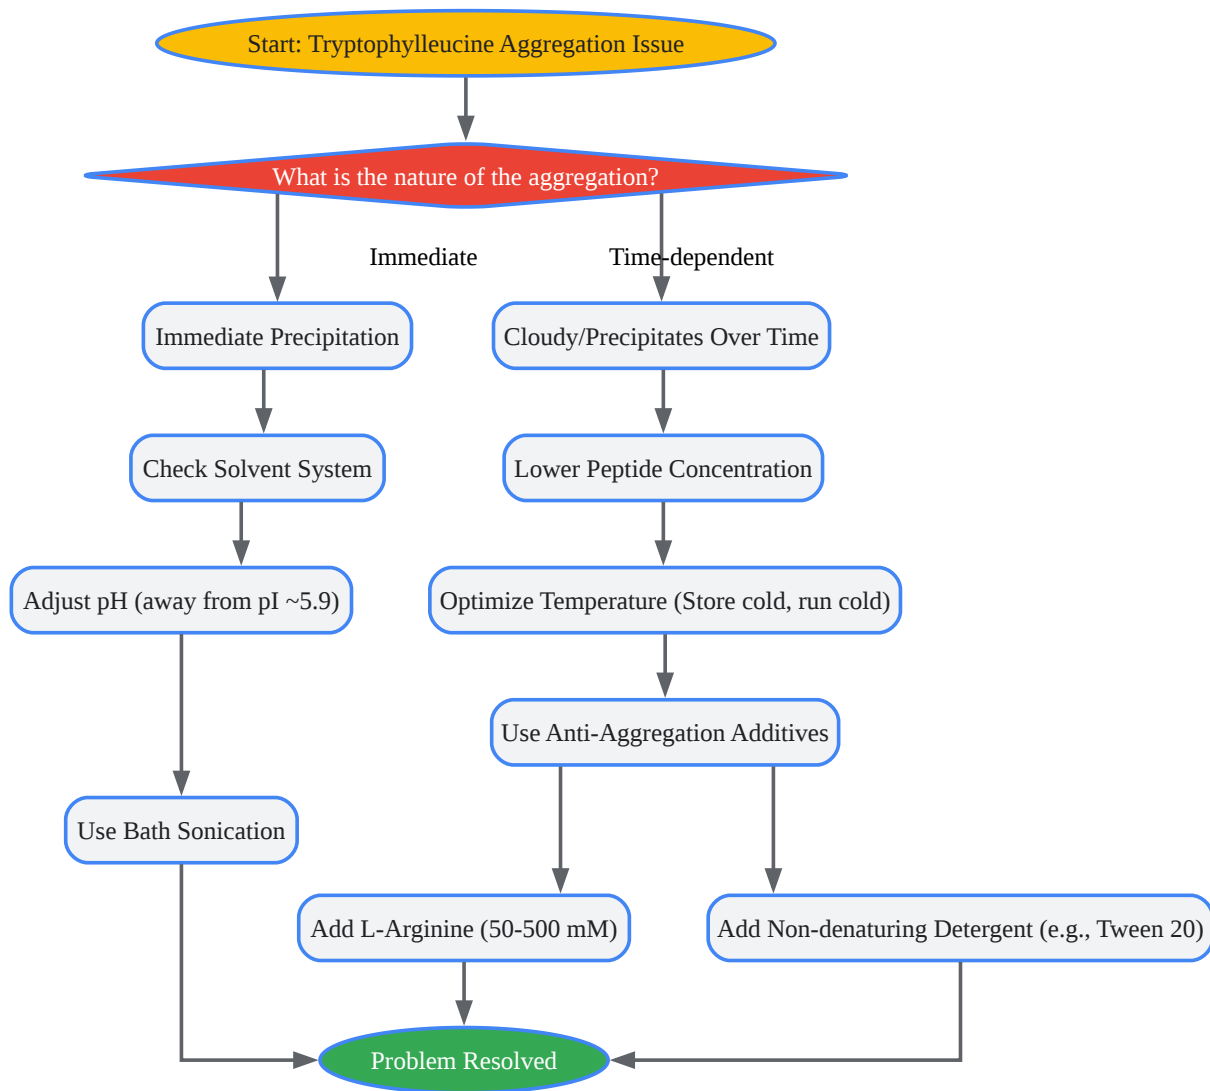 Start: Tryptophylleucine Aggregation Issue
What is the nature of the aggregation?
Immediate
Time-dependent
Immediate Precipitation
Cloudy/Precipitates Over Time
Check Solvent System
Lower Peptide Concentration
Adjust pH (away from pI ~5.9)
Optimize Temperature (Store cold, run cold)
Use Anti-Aggregation Additives
Use Bath Sonication
Add L-Arginine (50-500 mM)
Add Non-denaturing Detergent (e.g., Tween 20)
Problem Resolved